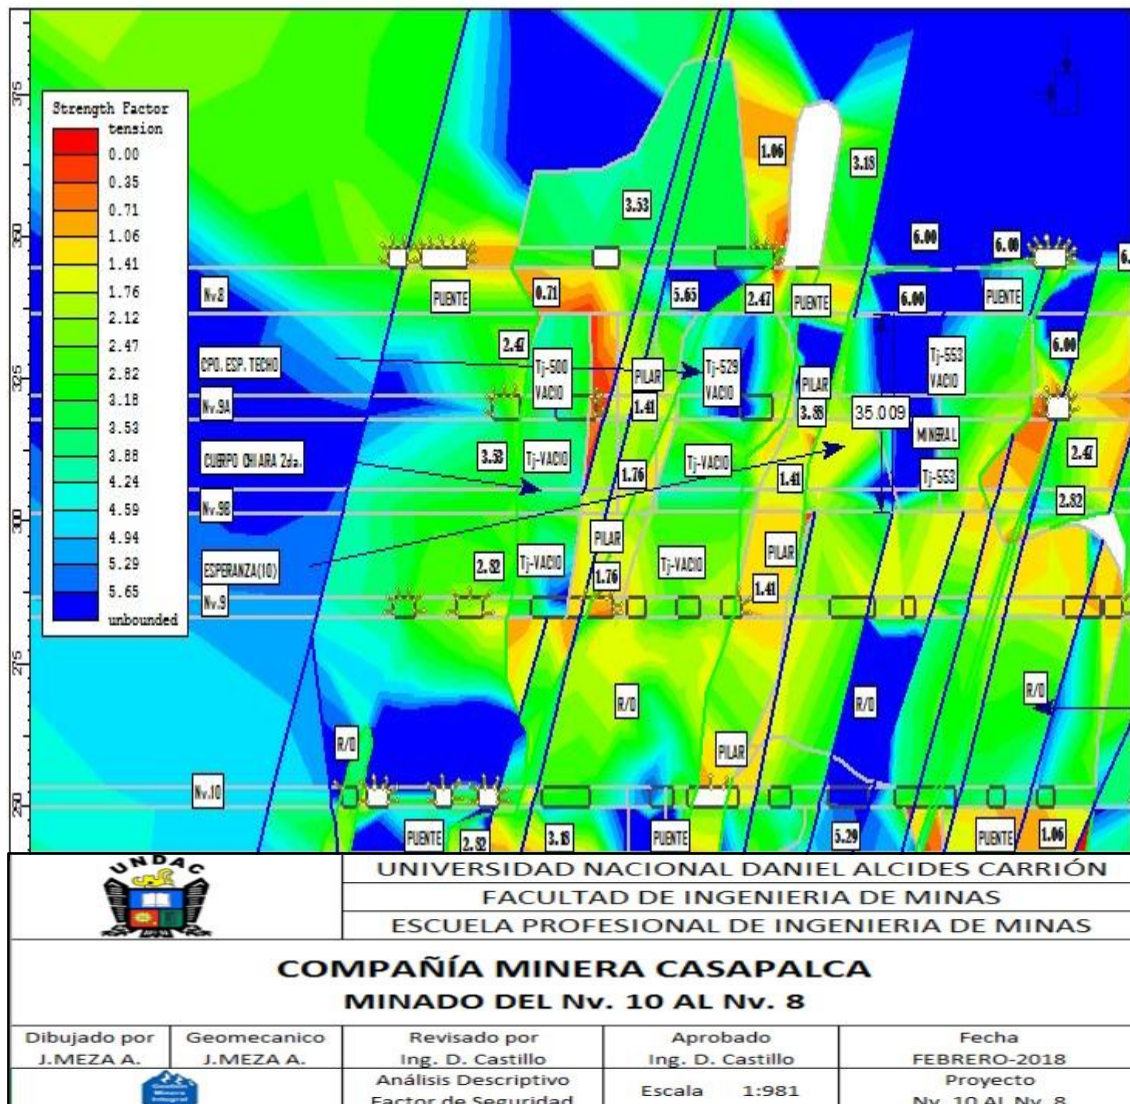 375
350
325
300
275
250
Strength Factor
tension
0.00
0.35
0.71
1.06
1.41
1.76
2.12
2.47
2.82
3.18
3.53
3.88
4.24
4.59
4.94
5.29
5.65
unbounded
1.06
3.18
3.53
6.00
6.00
6.
Nv.8
PUENTE
0.71
5.65
2.47
PUENTE
6.00
PUENTE
2.47
6.00
CPO. ESP. TECHO
Tj-500
VACIO
PILAR
Tj-529
VACIO
PILAR
Tj-553
VACIO
Nv.9A
1.41
3.88
35.009
MINERAL
CUERPO CHIARA 2da.
3.53
Tj-VACIO
1.76
Tj-VACIO
1.41
Tj-553
2.47
Nv.9B
2.82
PILAR
PILAR
ESPERANZA(10)
2.82
Tj-VACIO
1.76
Tj-VACIO
1.41
Nv.9
R/D
R/D
R/D
R/D
PILAR
Nv.10
PUENTE
2.82
3.18
PUENTE
5.29
PUENTE
1.06
UNDAC
UNIVERSIDAD NACIONAL DANIEL ALCIDES CARRIÓN
FACULTAD DE INGENIERIA DE MINAS
ESCUELA PROFESIONAL DE INGENIERIA DE MINAS
COMPAÑÍA MINERA CASAPALCA
MINADO DEL Nv. 10 AL Nv. 8
Dibujado por
J.MEZA A.
Geomecanico
J.MEZA A.
Revisado por
Ing. D. Castillo
Aprobado
Ing. D. Castillo
Fecha
FEBRERO-2018
Gestión
Minera
Integral
Análisis Descriptivo
Factor de Seguridad
Escala 1:981
Proyecto
Nv. 10 AL Nv. 8